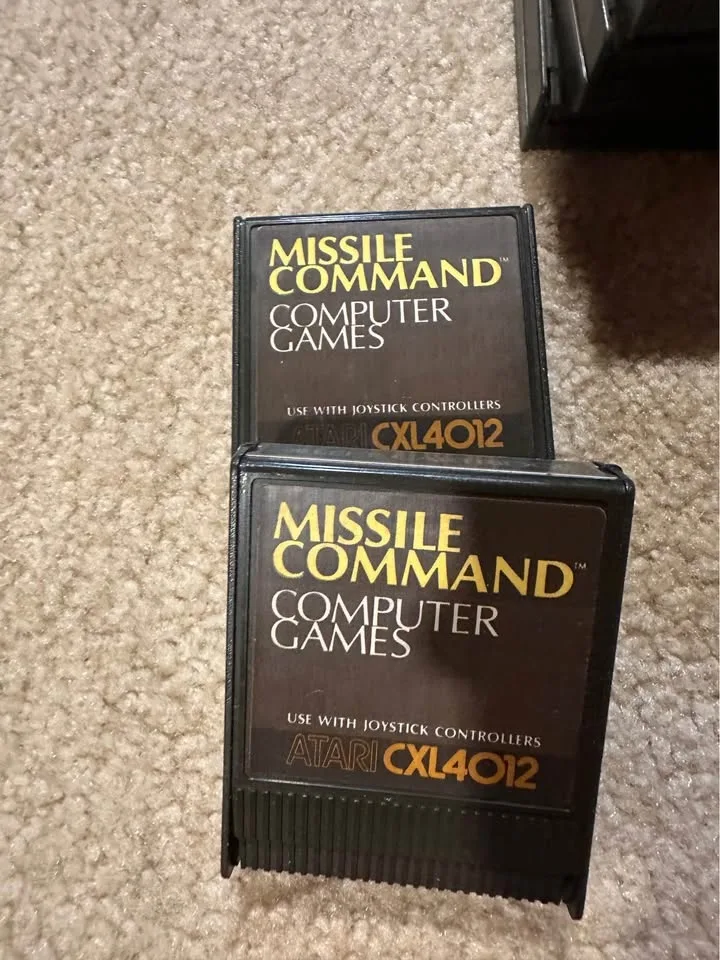 MISSILE
COMMAND™
COMPUTER
GAMES
USE WITH JOYSTICK CONTROLLERS
ATARI CXL4012
MISSILE
COMMAND™
COMPUTER
GAMES
USE WITH JOYSTICK CONTROLLERS
ATARI CXL4012